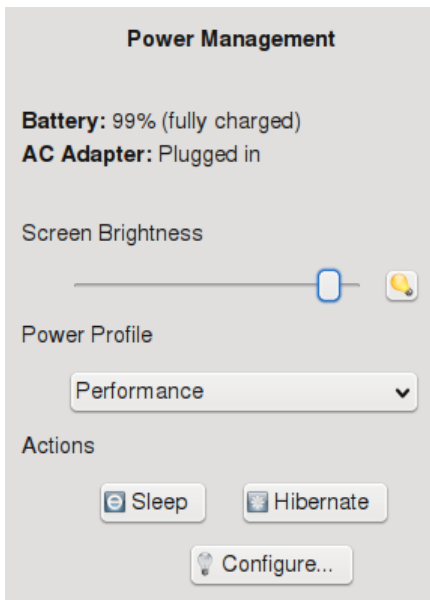 Power Management
Battery: 99% (fully charged)
AC Adapter: Plugged in
Screen Brightness
Power Profile
Performance
Actions
Sleep Hibernate
Configure...